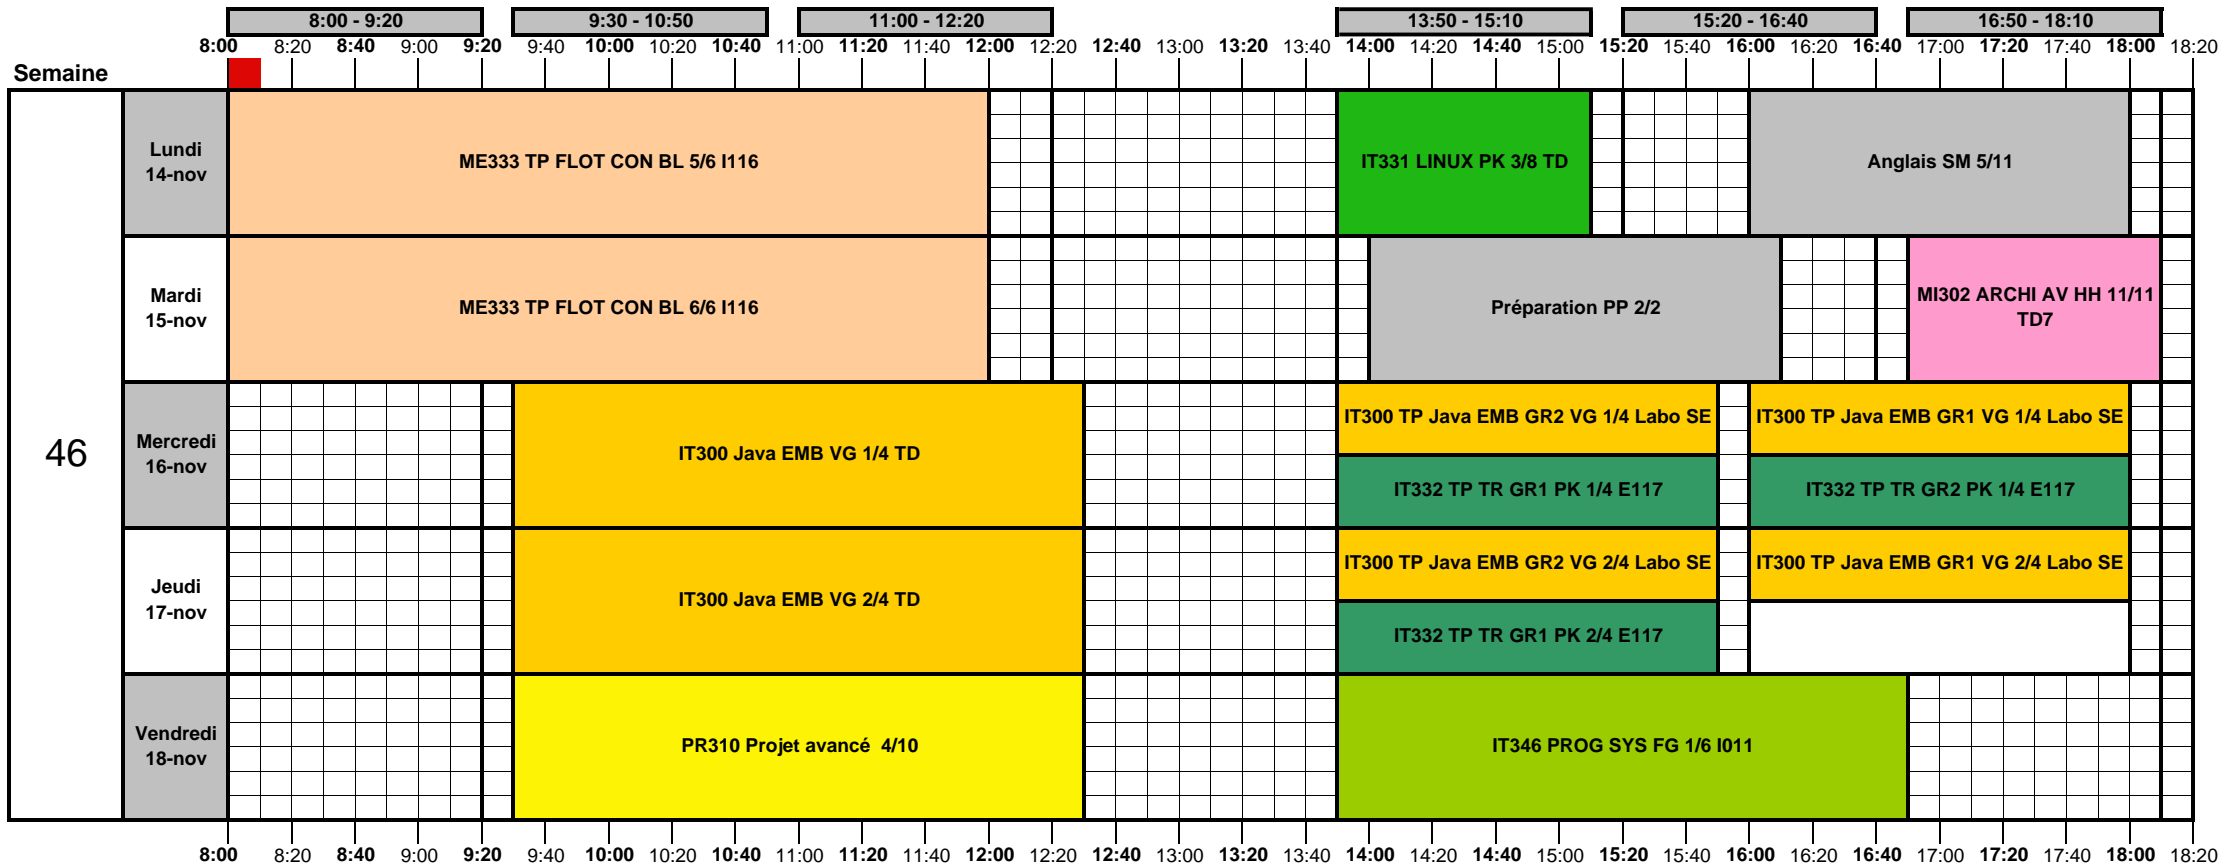 8:00 - 9:20 9:30 - 10:50 11:00 - 12:20 13:50 - 15:10 15:20 - 16:40 16:50 - 18:10
8:00 8:20 8:40 9:00 9:20 9:40 10:00 10:20 10:40 11:00 11:20 11:40 12:00 12:20 12:40 13:00 13:20 13:40 14:00 14:20 14:40 15:00 15:20 15:40 16:00 16:20 16:40 17:00 17:20 17:40 18:00 18:20
Semaine
46
Lundi
14-nov
ME333 TP FLOT CON BL 5/6 I116
IT331 LINUX PK 3/8 TD
Anglais SM 5/11
Mardi
15-nov
ME333 TP FLOT CON BL 6/6 I116
Préparation PP 2/2
MI302 ARCHI AV HH 11/11
TD7
Mercredi
16-nov
IT300 Java EMB VG 1/4 TD
IT300 TP Java EMB GR2 VG 1/4 Labo SE
IT300 TP Java EMB GR1 VG 1/4 Labo SE
IT332 TP TR GR1 PK 1/4 E117
IT332 TP TR GR2 PK 1/4 E117
Jeudi
17-nov
IT300 Java EMB VG 2/4 TD
IT300 TP Java EMB GR2 VG 2/4 Labo SE
IT300 TP Java EMB GR1 VG 2/4 Labo SE
IT332 TP TR GR1 PK 2/4 E117
Vendredi
18-nov
PR310 Projet avancé 4/10
IT346 PROG SYS FG 1/6 I011
8:00 8:20 8:40 9:00 9:20 9:40 10:00 10:20 10:40 11:00 11:20 11:40 12:00 12:20 12:40 13:00 13:20 13:40 14:00 14:20 14:40 15:00 15:20 15:40 16:00 16:20 16:40 17:00 17:20 17:40 18:00 18:20